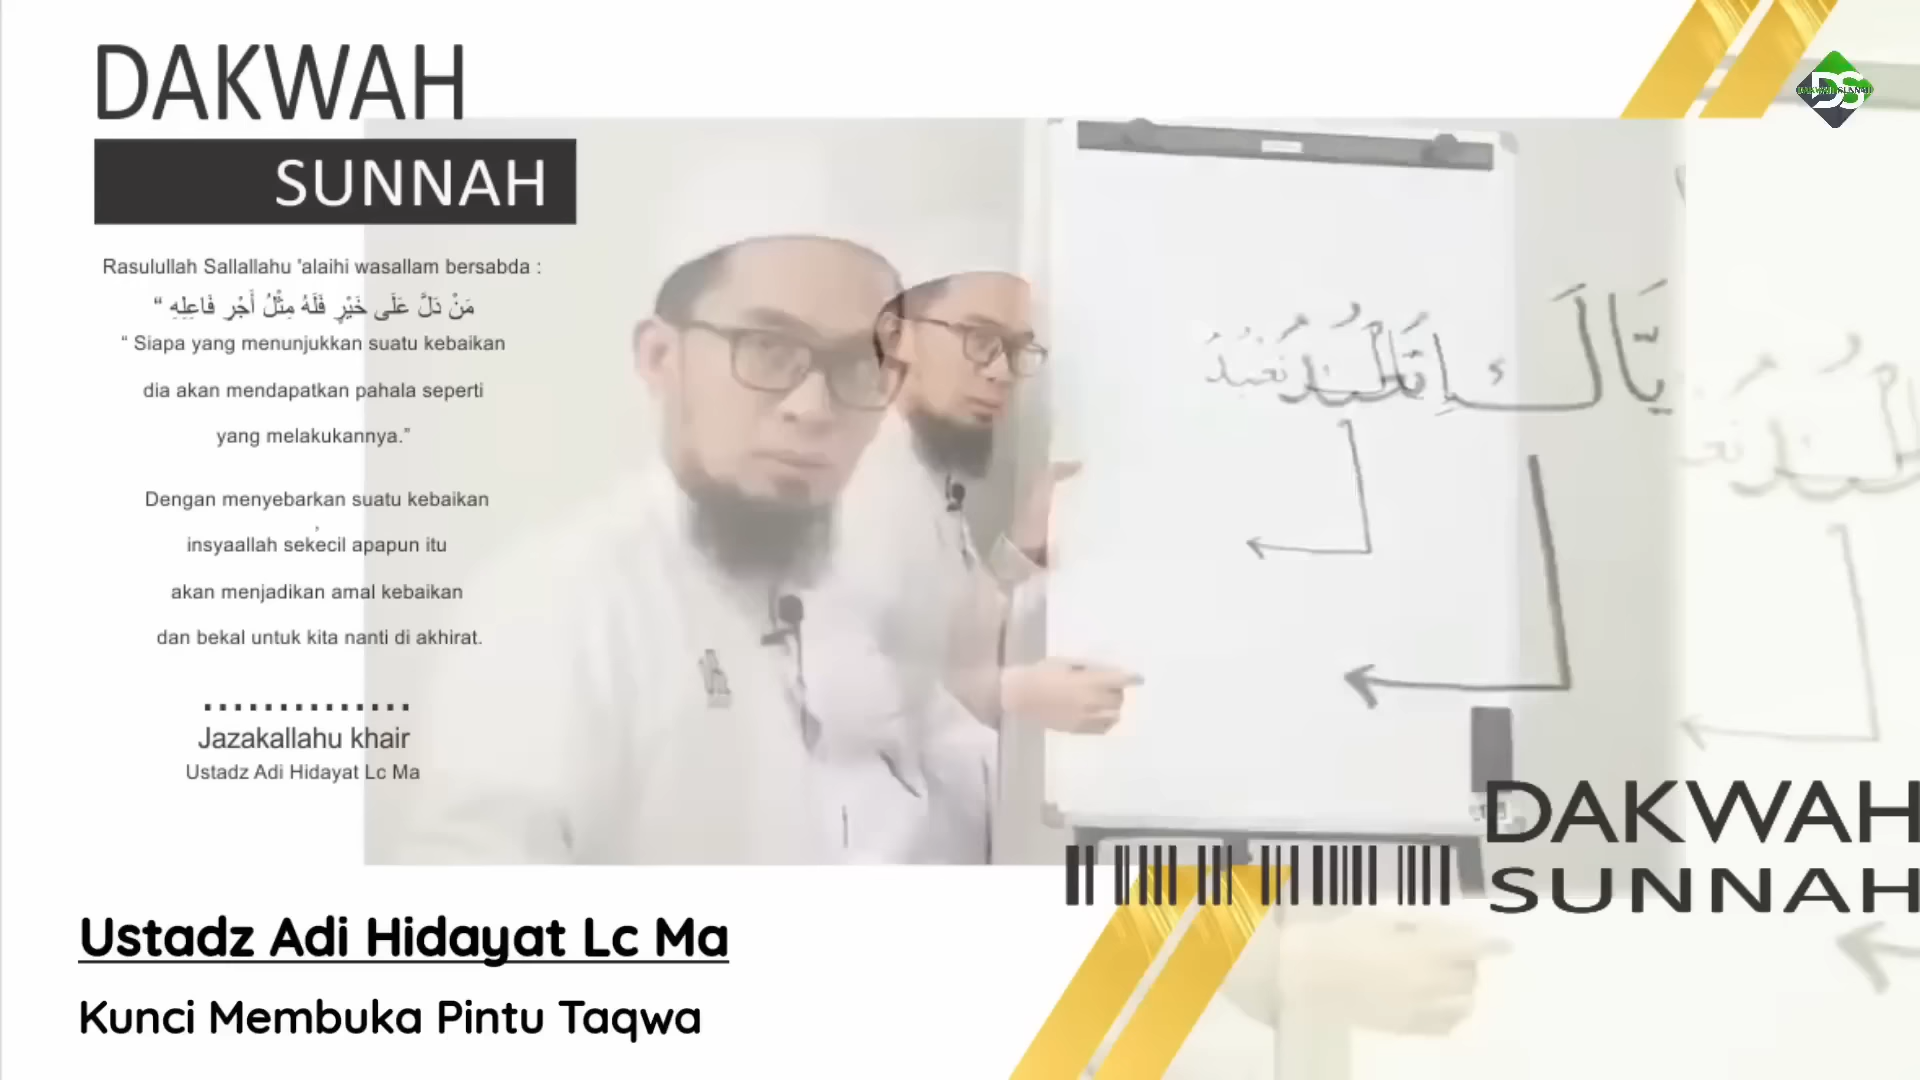 DAKWAH
SUNNAH
Rasulullah Sallallahu 'alaihi wasallam bersabda :
“ مَنْ دَلَّ عَلَى خَيْرٍ فَلَهُ مِثْلُ أَجْرِ فَاعِلِهِ
“ Siapa yang menunjukkan suatu kebaikan
dia akan mendapatkan pahala seperti
yang melakukannya.”
Dengan menyebarkan suatu kebaikan
insyaallah sekecil apapun itu
akan menjadikan amal kebaikan
dan bekal untuk kita nanti di akhirat.
..............
Jazakallahu khair
Ustadz Adi Hidayat Lc Ma
DS
DAKWAH
SUNNAH
Ustadz Adi Hidayat Lc Ma
Kunci Membuka Pintu Taqwa